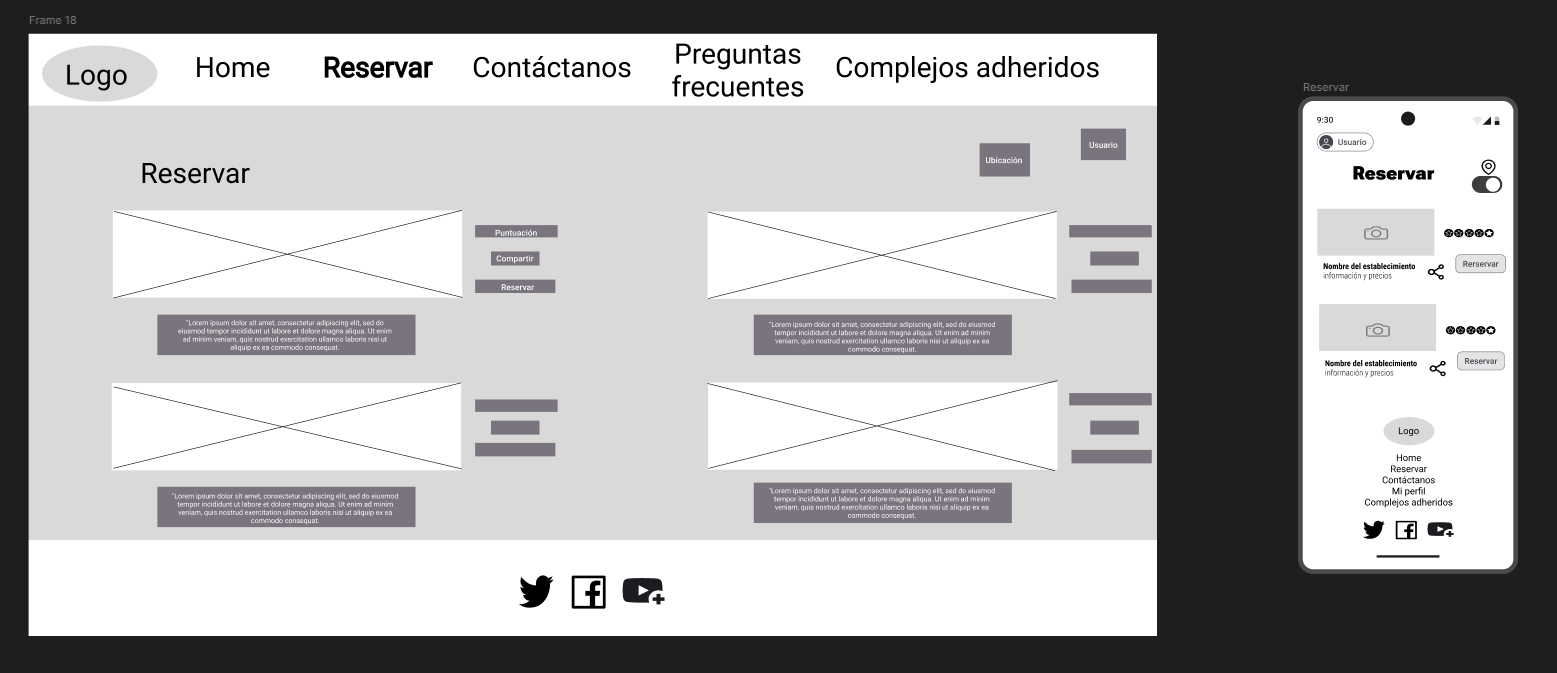 Frame 18
Logo
Home
Reservar
Contáctanos
Preguntas
frecuentes
Complejos adheridos
Reservar
Ubicación
Usuario
Puntuación
Compartir
Reservar
"Lorem ipsum dolor sit amet, consectetur adipiscing elit, sed do
eiusmod tempor incididunt ut labore et dolore magna aliqua. Ut enim
ad minim veniam, quis nostrud exercitation ullamco laboris nisi ut
aliquip ex ea commodo consequat.
"Lorem ipsum dolor sit amet, consectetur adipiscing elit, sed do eiusmod
tempor incididunt ut labore et dolore magna aliqua. Ut enim ad minim
veniam, quis nostrud exercitation ullamco laboris nisi ut aliquip ex ea
commodo consequat.
"Lorem ipsum dolor sit amet, consectetur adipiscing elit, sed do eiusmod
tempor incididunt ut labore et dolore magna aliqua. Ut enim ad minim
veniam, quis nostrud exercitation ullamco laboris nisi ut aliquip ex ea
commodo consequat.
"Lorem ipsum dolor sit amet, consectetur adipiscing elit, sed do eiusmod
tempor incididunt ut labore et dolore magna aliqua. Ut enim ad minim
veniam, quis nostrud exercitation ullamco laboris nisi ut aliquip ex ea
commodo consequat.
Reservar
9:30
Usuario
Reservar
Nombre del establecimiento
información y precios
Rerservar
Nombre del establecimiento
información y precios
Reservar
Logo
Home
Reservar
Contáctanos
Mi perfil
Complejos adheridos